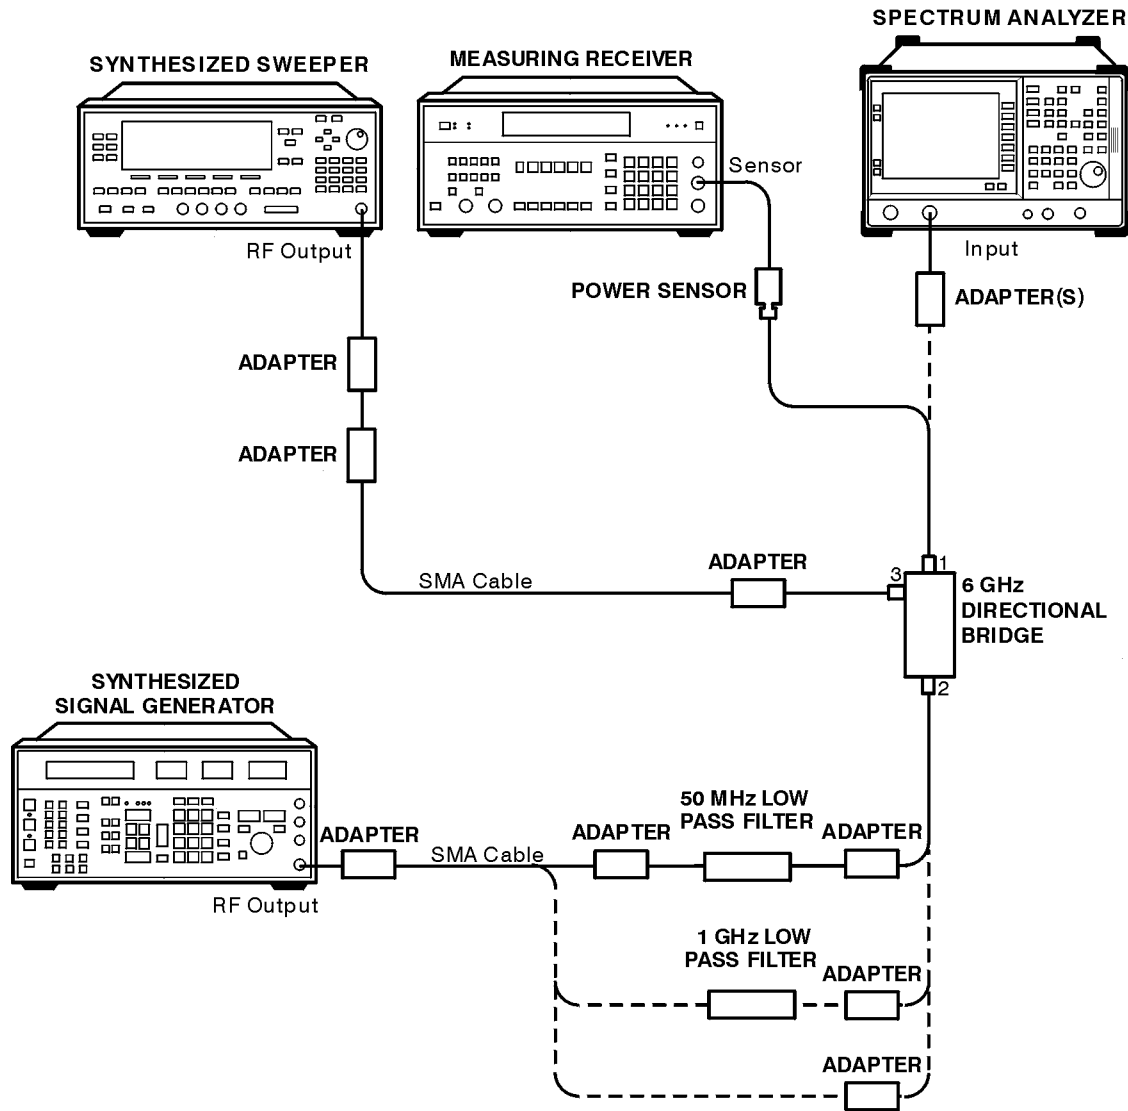 SPECTRUM ANALYZER
SYNTHESIZED SWEEPER
MEASURING RECEIVER
Sensor
RF Output
Input
POWER SENSOR
ADAPTER(S)
ADAPTER
ADAPTER
ADAPTER
SMA Cable
3
1
6 GHz
DIRECTIONAL
BRIDGE
2
SYNTHESIZED
SIGNAL GENERATOR
50 MHz LOW
PASS FILTER
ADAPTER
ADAPTER
ADAPTER
SMA Cable
RF Output
1 GHz LOW
PASS FILTER
ADAPTER
ADAPTER